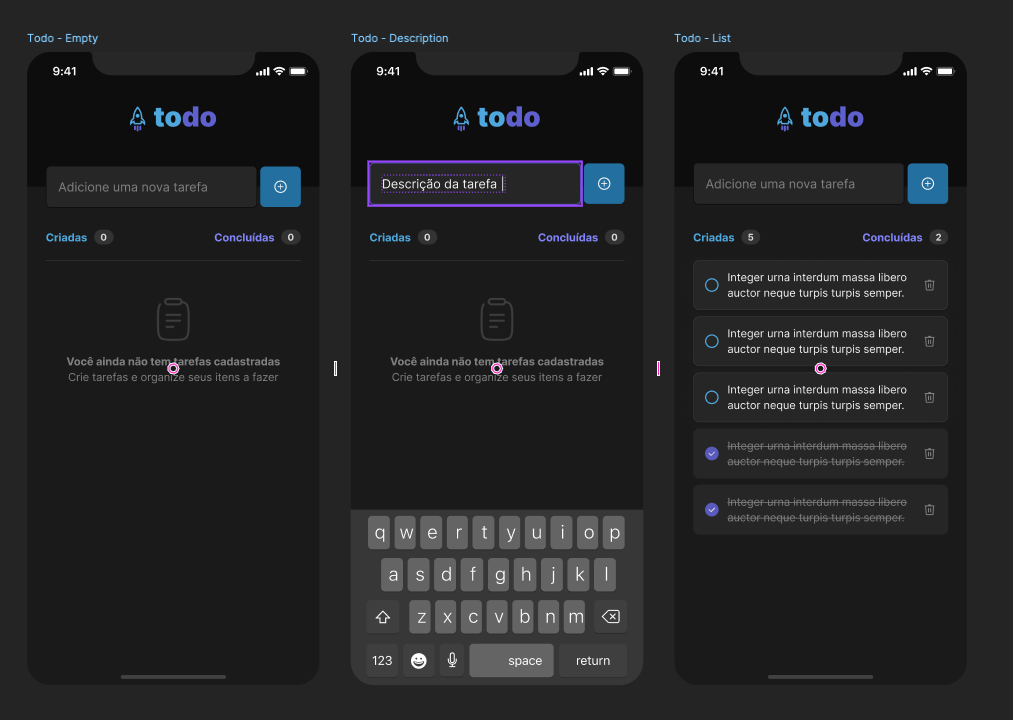 Todo - Empty
9:41
todo
Adicione uma nova tarefa
Criadas 0 Concluídas 0
Você ainda não tem tarefas cadastradas
Crie tarefas e organize seus itens a fazer
Todo - Description
9:41
todo
Descrição da tarefa
Criadas 0 Concluídas 0
Você ainda não tem tarefas cadastradas
Crie tarefas e organize seus itens a fazer
q w e r t y u i o p
a s d f g h j k l
z x c v b n m
123 space return
Todo - List
9:41
todo
Adicione uma nova tarefa
Criadas 5 Concluídas 2
Integer urna interdum massa libero
auctor neque turpis turpis semper.
Integer urna interdum massa libero
auctor neque turpis turpis semper.
Integer urna interdum massa libero
auctor neque turpis turpis semper.
Integer urna interdum massa libero
auctor neque turpis turpis semper.
Integer urna interdum massa libero
auctor neque turpis turpis semper.